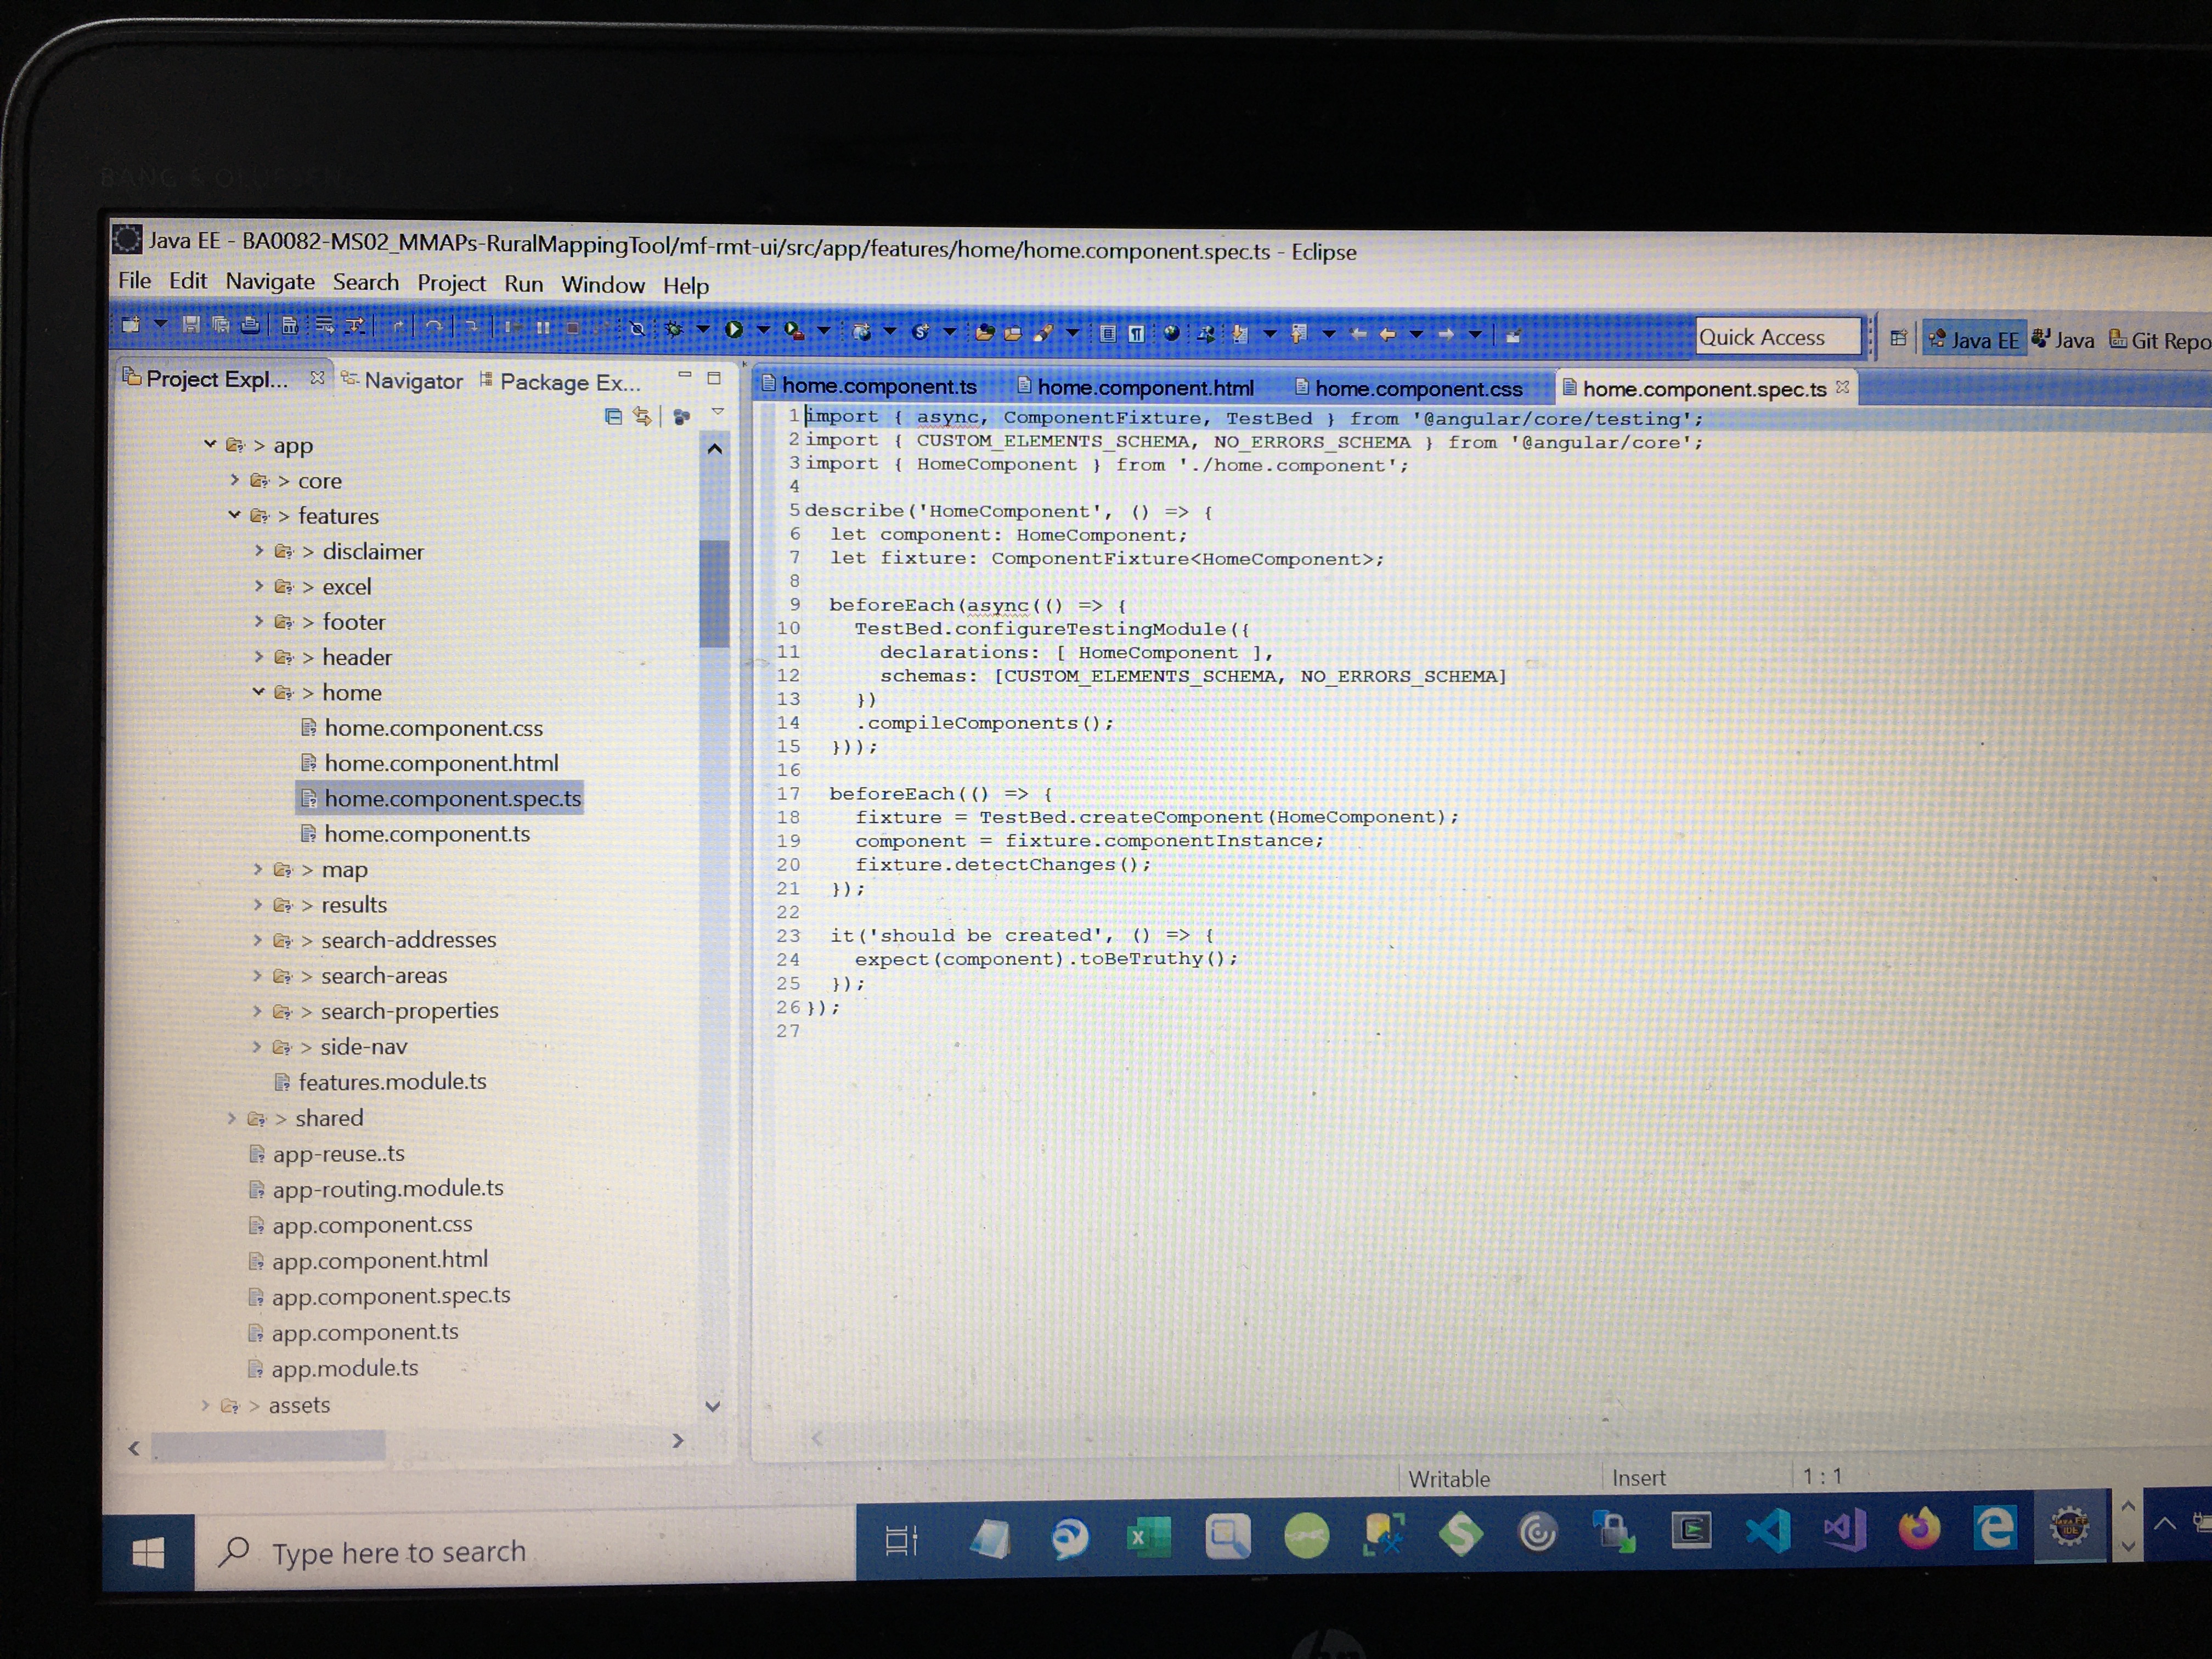 BANG & OLUFSEN
Java EE - BA0082-MS02_MMAPs-RuralMappingTool/mf-rmt-ui/src/app/features/home/home.component.spec.ts - Eclipse
File Edit Navigate Search Project Run Window Help
Quick Access
Java EE Java Git Repo
Project Expl... Navigator Package Ex...
> app
> core
> features
> disclaimer
> excel
> footer
> header
> home
home.component.css
home.component.html
home.component.spec.ts
home.component.ts
> map
> results
> search-addresses
> search-areas
> search-properties
> side-nav
features.module.ts
> shared
app-reuse..ts
app-routing.module.ts
app.component.css
app.component.html
app.component.spec.ts
app.component.ts
app.module.ts
> assets
home.component.ts home.component.html home.component.css home.component.spec.ts
1 import { async, ComponentFixture, TestBed } from '@angular/core/testing';
2 import { CUSTOM_ELEMENTS_SCHEMA, NO_ERRORS_SCHEMA } from '@angular/core';
3 import { HomeComponent } from './home.component';
4
5 describe('HomeComponent', () => {
6   let component: HomeComponent;
7   let fixture: ComponentFixture<HomeComponent>;
8
9   beforeEach(async(() => {
10     TestBed.configureTestingModule({
11       declarations: [ HomeComponent ],
12       schemas: [CUSTOM_ELEMENTS_SCHEMA, NO_ERRORS_SCHEMA]
13     })
14     .compileComponents();
15   }));
16
17   beforeEach(() => {
18     fixture = TestBed.createComponent(HomeComponent);
19     component = fixture.componentInstance;
20     fixture.detectChanges();
21   });
22
23   it('should be created', () => {
24     expect(component).toBeTruthy();
25   });
26 });
27
Writable Insert 1 : 1
Type here to search